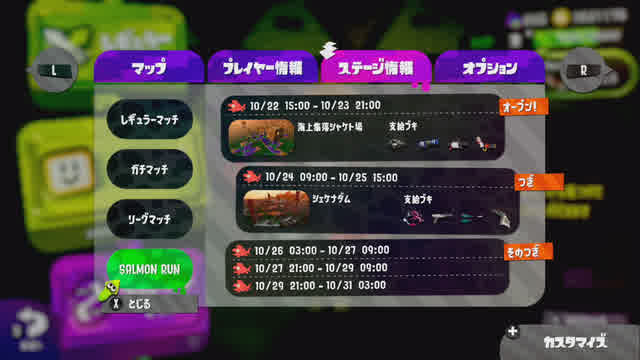 L
マップ
プレイヤー情報
ステージ情報
オプション
R
レギュラーマッチ
ガチマッチ
リーグマッチ
SALMON RUN
X とじる
10/22 15:00 - 10/23 21:00
オープン!
海上集落シャケト場
支給ブキ
10/24 09:00 - 10/25 15:00
つぎ
シェケナダム
支給ブキ
10/26 03:00 - 10/27 09:00
そのつぎ
10/27 21:00 - 10/29 09:00
10/29 21:00 - 10/31 03:00
カスタマイズ